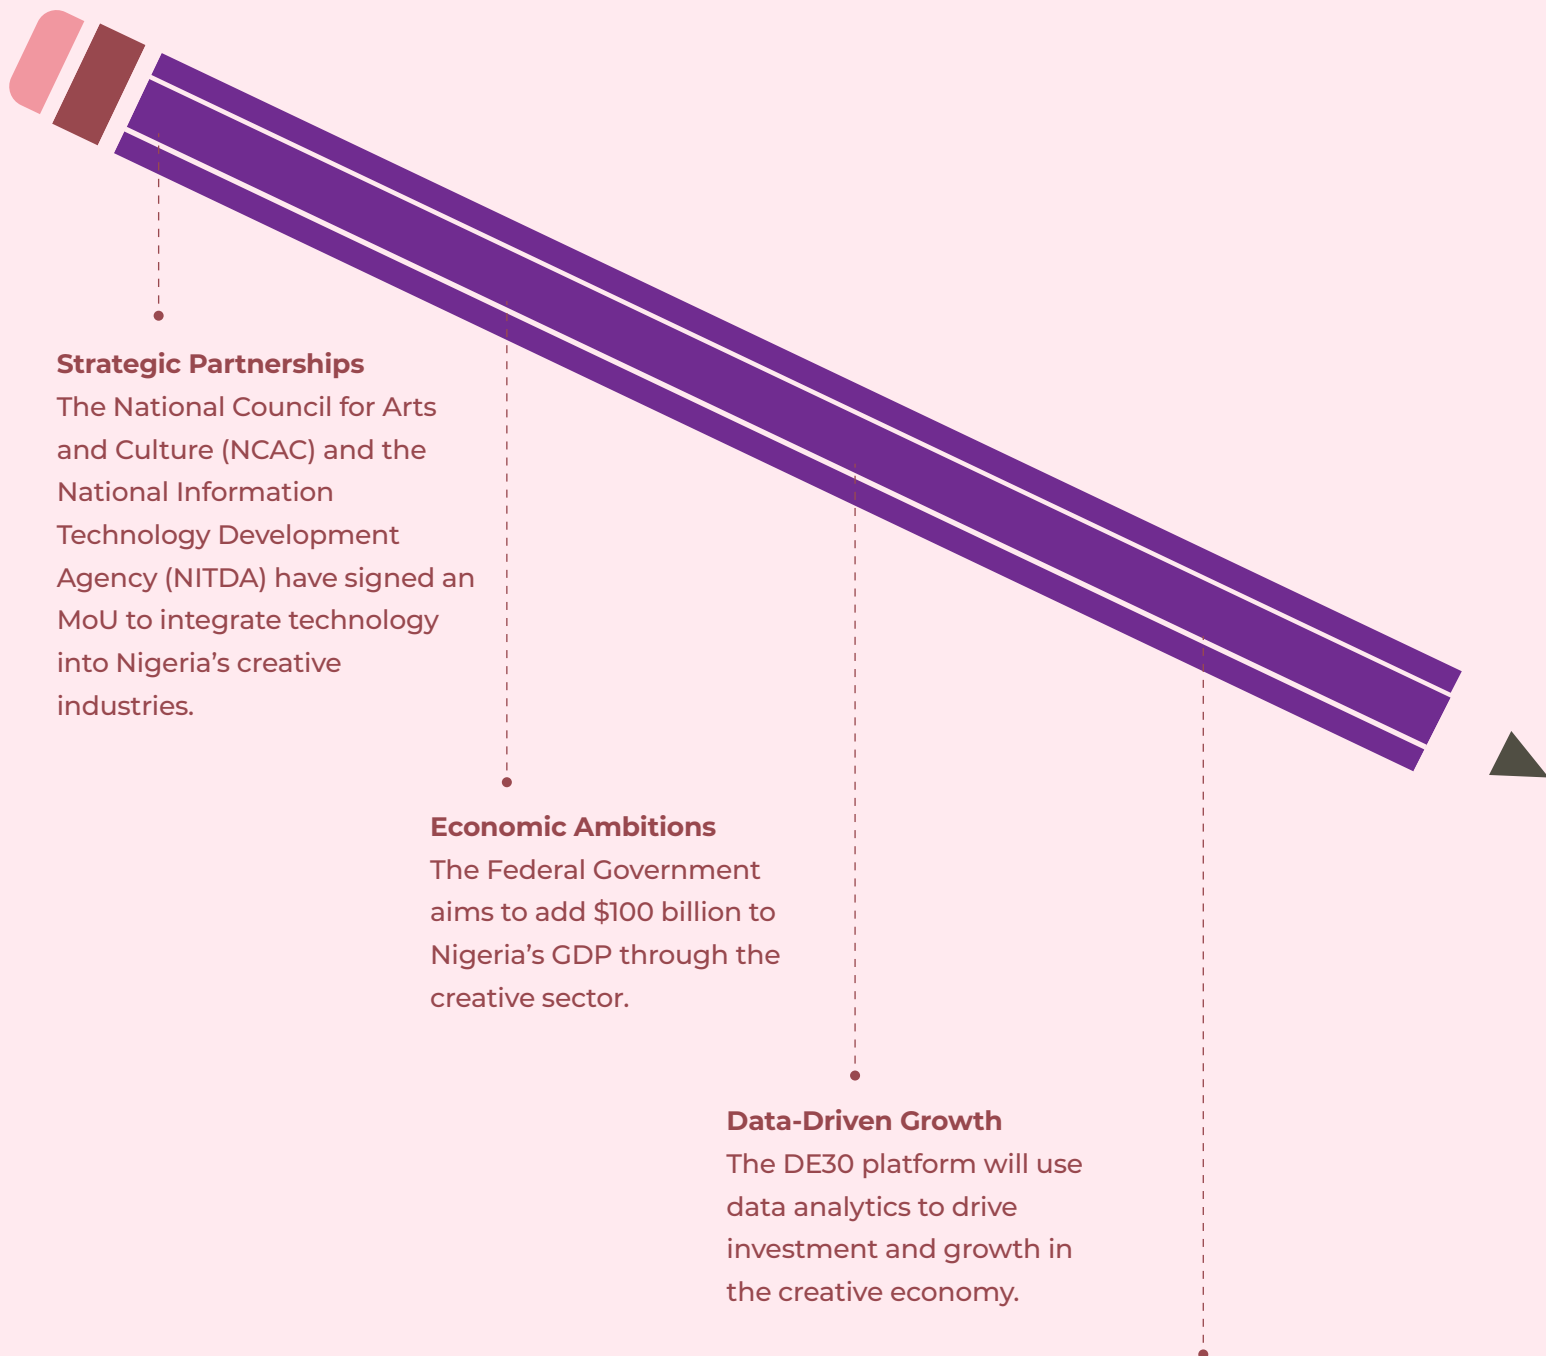 Strategic Partnerships
The National Council for Arts
and Culture (NCAC) and the
National Information
Technology Development
Agency (NITDA) have signed an
MoU to integrate technology
into Nigeria’s creative
industries.
Economic Ambitions
The Federal Government
aims to add $100 billion to
Nigeria’s GDP through the
creative sector.
Data-Driven Growth
The DE30 platform will use
data analytics to drive
investment and growth in
the creative economy.